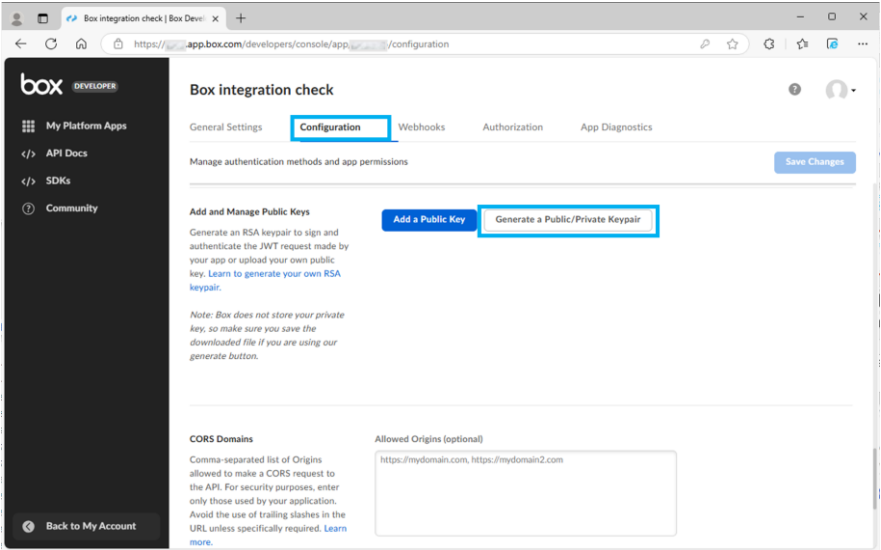 Box integration check | Box Devel
https:// .app.box.com/developers/console/app/ /configuration
box DEVELOPER
My Platform Apps
API Docs
SDKs
Community
Back to My Account
Box integration check
General Settings Configuration Webhooks Authorization App Diagnostics
Manage authentication methods and app permissions
Save Changes
Add and Manage Public Keys
Generate an RSA keypair to sign and
authenticate the JWT request made by
your app or upload your own public
key. Learn to generate your own RSA
keypair.
Note: Box does not store your private
key, so make sure you save the
downloaded file if you are using our
generate button.
Add a Public Key
Generate a Public/Private Keypair
CORS Domains
Comma-separated list of Origins
allowed to make a CORS request to
the API. For security purposes, enter
only those used by your application.
Avoid the use of trailing slashes in the
URL unless specifically required. Learn
more.
Allowed Origins (optional)
https://mydomain.com, https://mydomain2.com